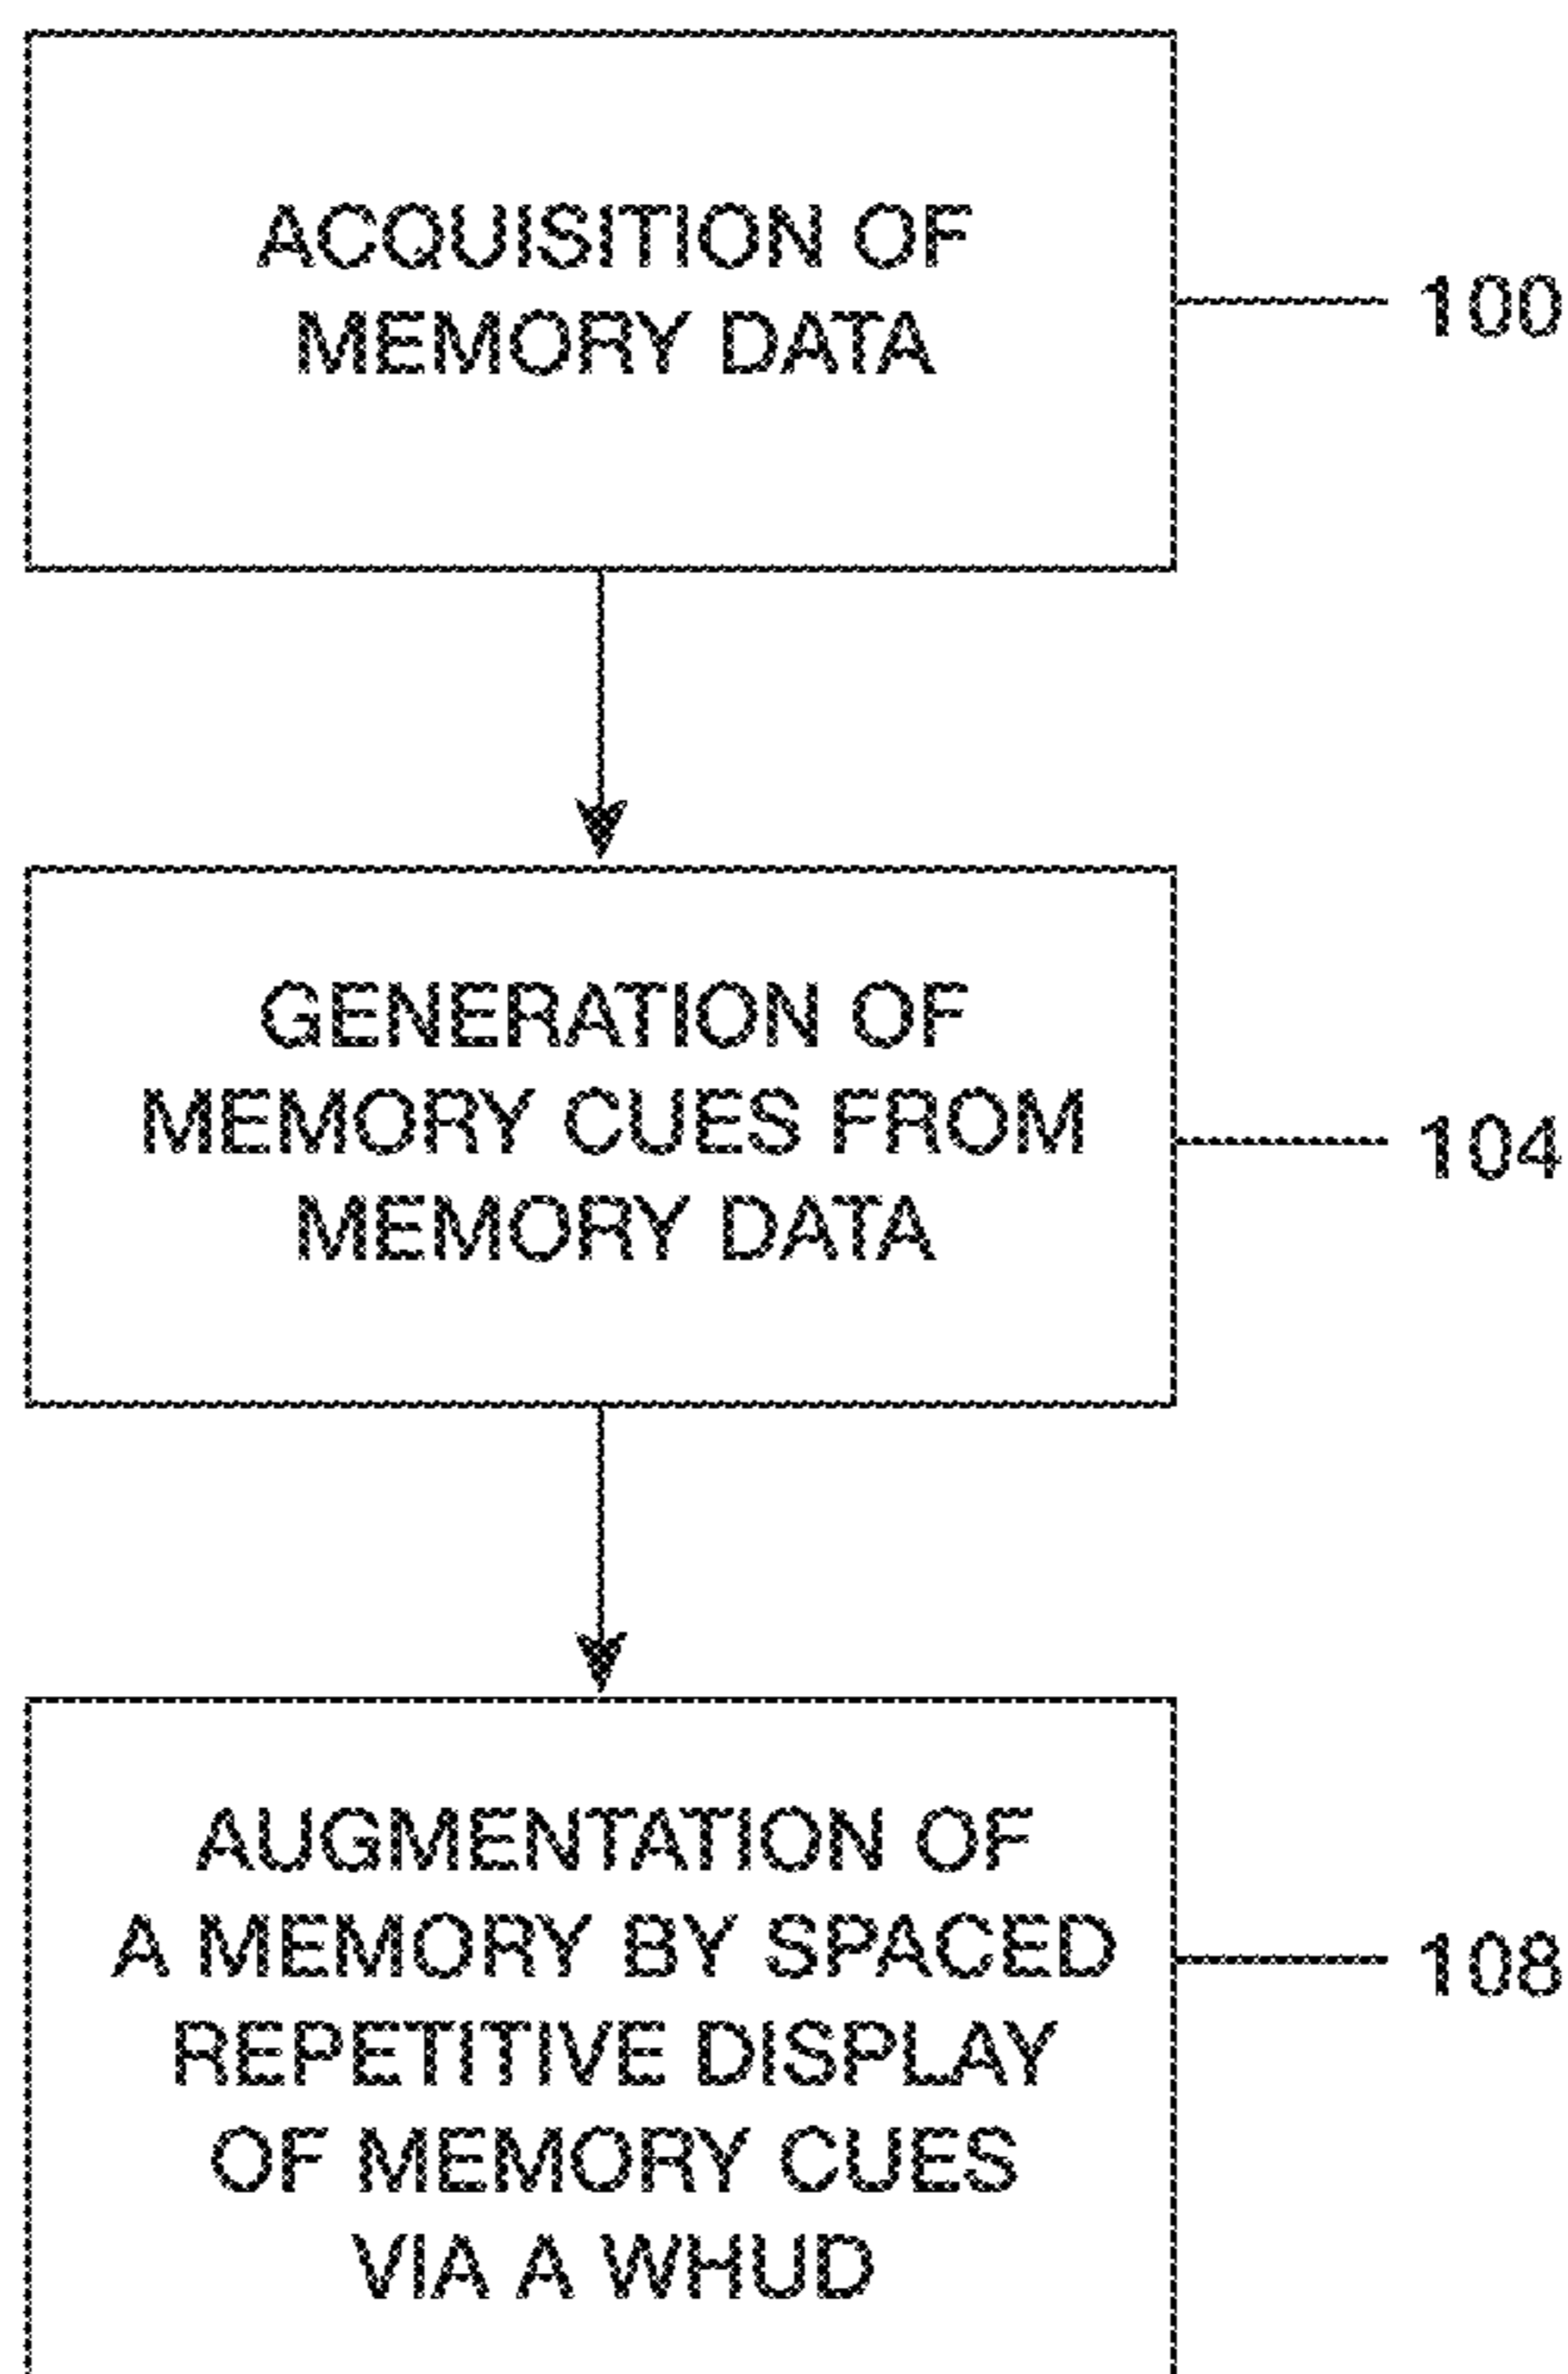 ACQUISITION OF
MEMORY DATA
100
GENERATION OF
MEMORY CUES FROM
MEMORY DATA
104
AUGMENTATION OF
A MEMORY BY SPACED
REPETITIVE DISPLAY
OF MEMORY CUES
VIA A WHUD
108